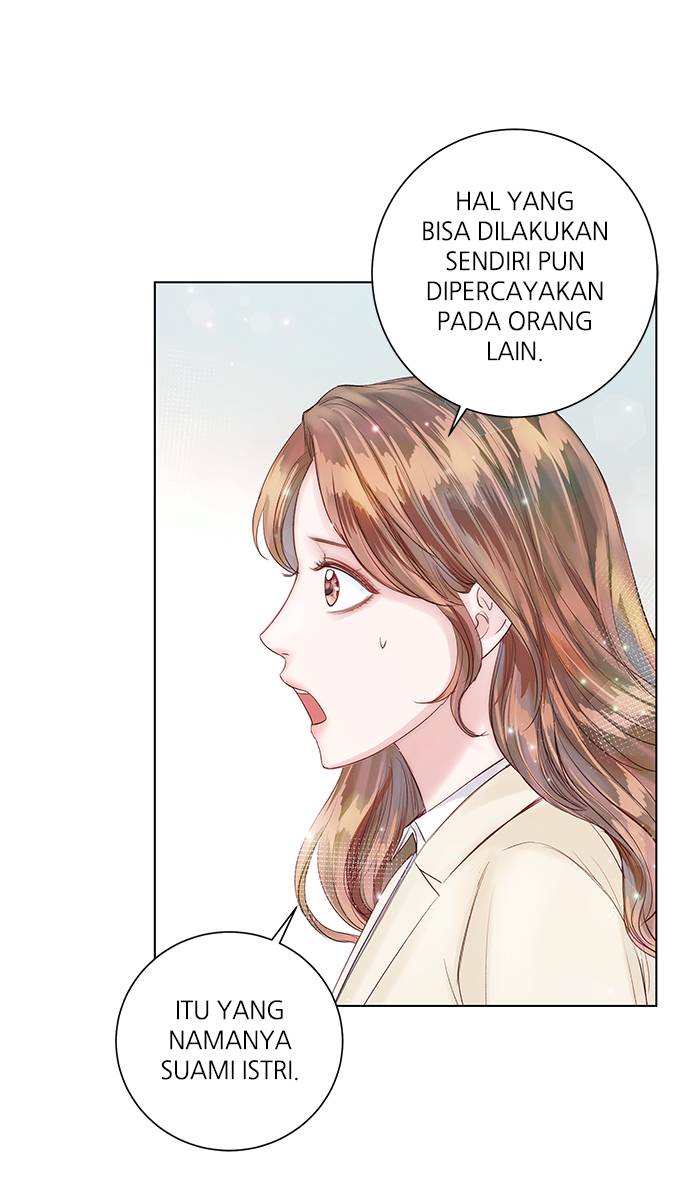 HAL YANG
BISA DILAKUKAN
SENDIRI PUN
DIPERCAYAKAN
PADA ORANG
LAIN.
ITU YANG
NAMANYA
SUAMI ISTRI.